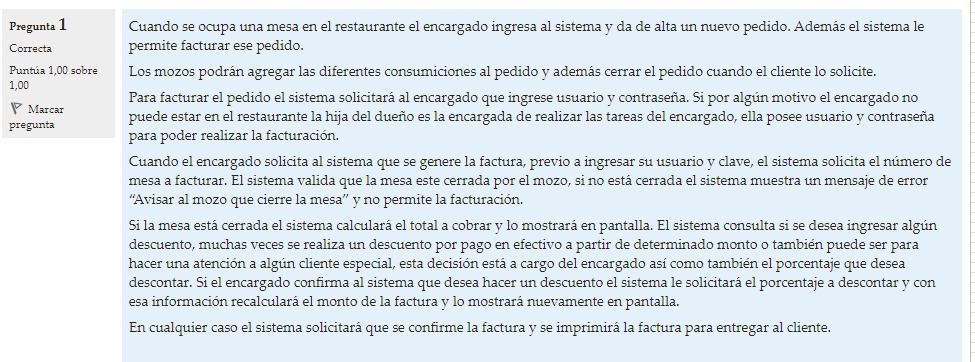 Pregunta 1
Correcta
Puntúa 1,00 sobre
1,00
Marcar
pregunta
Cuando se ocupa una mesa en el restaurante el encargado ingresa al sistema y da de alta un nuevo pedido. Además el sistema le
permite facturar ese pedido.
Los mozos podrán agregar las diferentes consumiciones al pedido y además cerrar el pedido cuando el cliente lo solicite.
Para facturar el pedido el sistema solicitará al encargado que ingrese usuario y contraseña. Si por algún motivo el encargado no
puede estar en el restaurante la hija del dueño es la encargada de realizar las tareas del encargado, ella posee usuario y contraseña
para poder realizar la facturación.
Cuando el encargado solicita al sistema que se genere la factura, previo a ingresar su usuario y clave, el sistema solicita el número de
mesa a facturar. El sistema valida que la mesa este cerrada por el mozo, si no está cerrada el sistema muestra un mensaje de error
“Avisar al mozo que cierre la mesa” y no permite la facturación.
Si la mesa está cerrada el sistema calculará el total a cobrar y lo mostrará en pantalla. El sistema consulta si se desea ingresar algún
descuento, muchas veces se realiza un descuento por pago en efectivo a partir de determinado monto o también puede ser para
hacer una atención a algún cliente especial, esta decisión está a cargo del encargado así como también el porcentaje que desea
descontar. Si el encargado confirma al sistema que desea hacer un descuento el sistema le solicitará el porcentaje a descontar y con
esa información recalculará el monto de la factura y lo mostrará nuevamente en pantalla.
En cualquier caso el sistema solicitará que se confirme la factura y se imprimirá la factura para entregar al cliente.